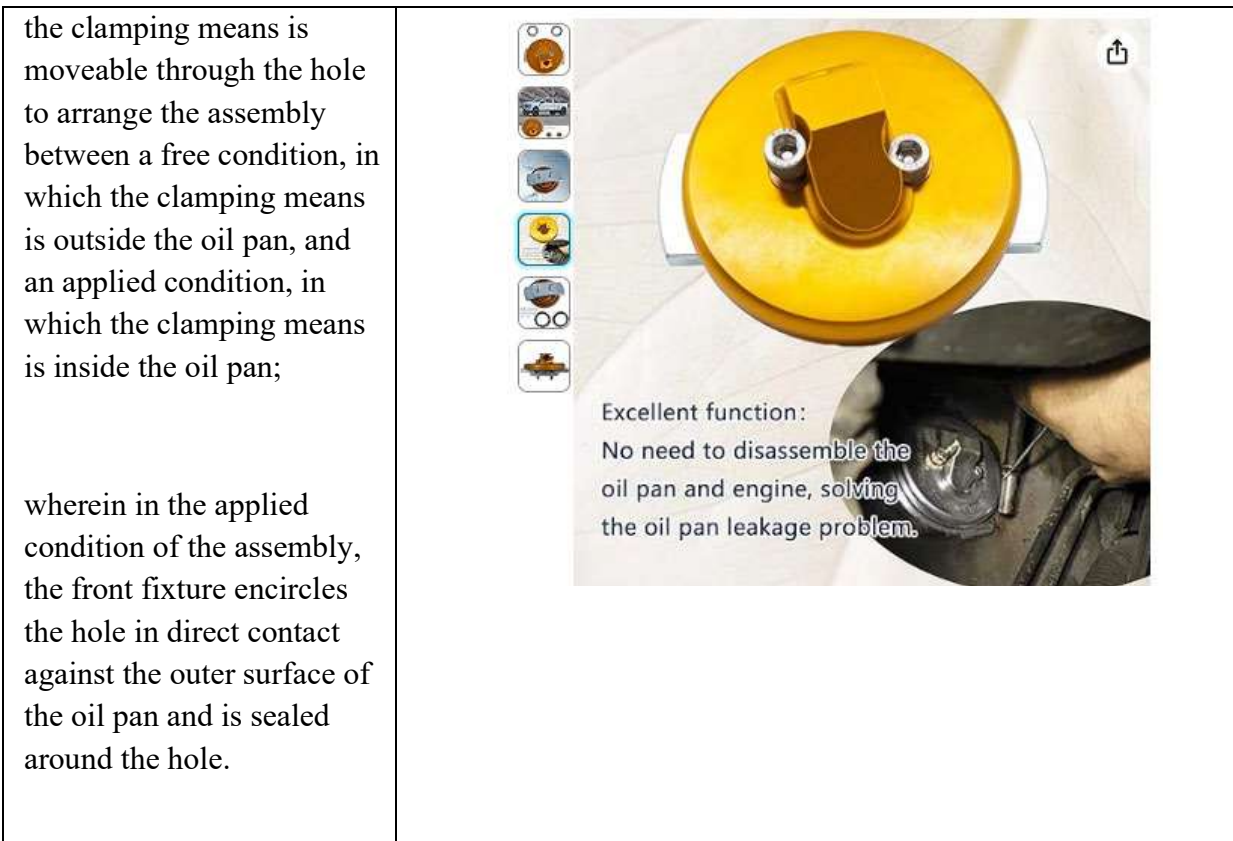 the clamping means is
moveable through the hole
to arrange the assembly
between a free condition, in
which the clamping means
is outside the oil pan, and
an applied condition, in
which the clamping means
is inside the oil pan;
wherein in the applied
condition of the assembly,
the front fixture encircles
the hole in direct contact
against the outer surface of
the oil pan and is sealed
around the hole.
Excellent function:
No need to disassemble the
oil pan and engine, solving
the oil pan leakage problem.